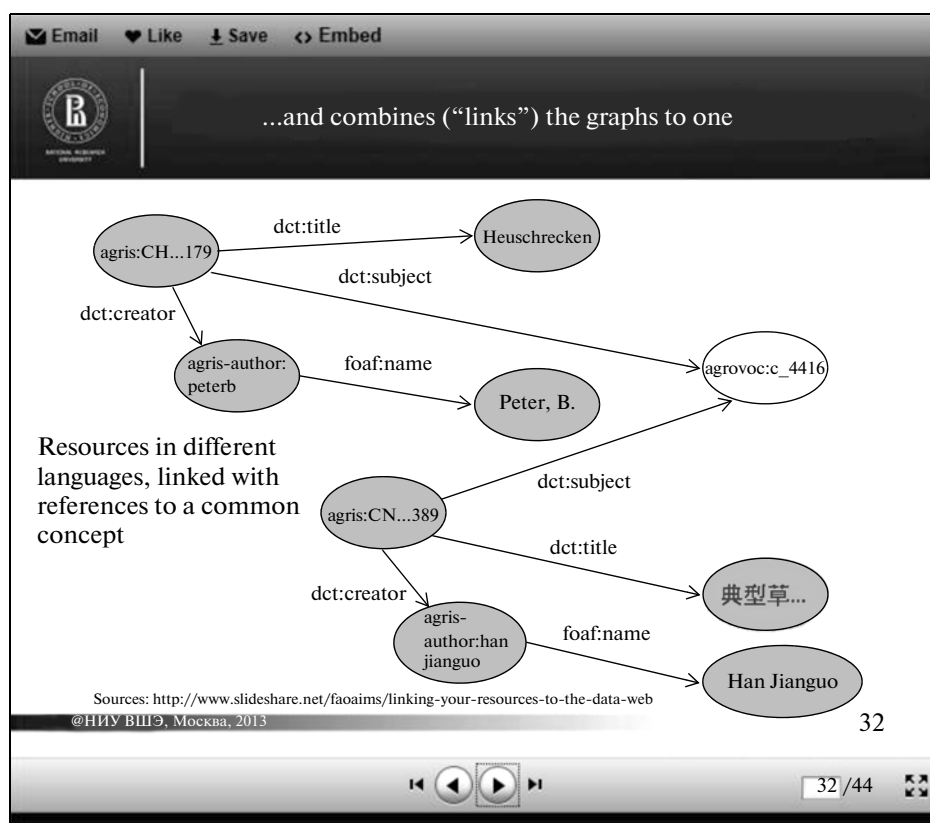 Email Like Save Embed
NATIONAL RESEARCH
UNIVERSITY
...and combines (“links”) the graphs to one
dct:title
Heuschrecken
agris:CH...179
dct:subject
dct:creator
agris-author:
peterb
foaf:name
agrovoc:c_4416
Peter, B.
Resources in different
languages, linked with
references to a common
concept
dct:subject
agris:CN...389
dct:title
典型草...
dct:creator
agris-
author:han
jianguo
foaf:name
Han Jianguo
Sources: http://www.slideshare.net/faoaims/linking-your-resources-to-the-data-web
@НИУ ВШЭ, Москва, 2013
32
32 /44